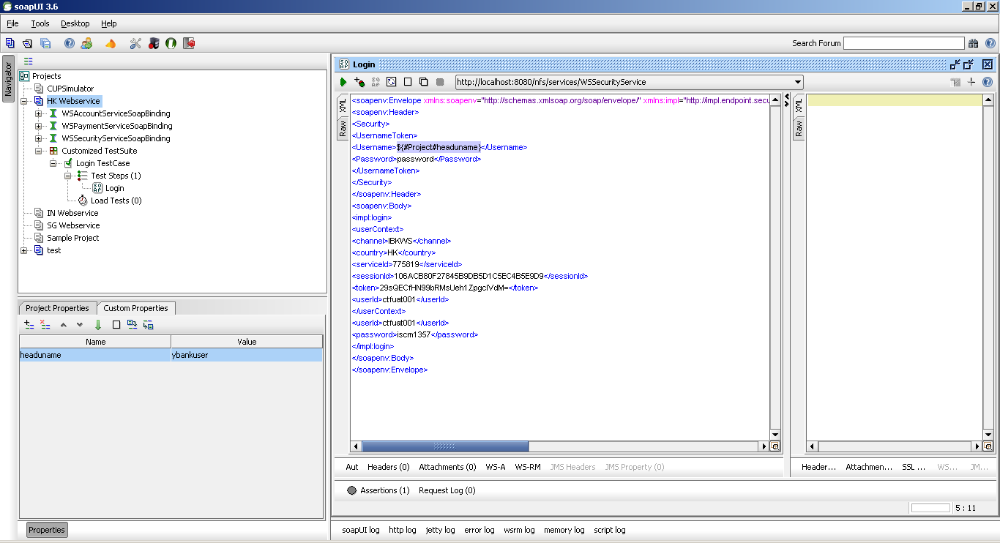 soapUI 3.6
File Tools Desktop Help
Search Forum
Navigator
Projects
CUPSimulator
HK Webservice
WSAccountServiceSoapBinding
WSPaymentServiceSoapBinding
WSSecurityServiceSoapBinding
Customized TestSuite
Login TestCase
Test Steps (1)
Login
Load Tests (0)
IN Webservice
SG Webservice
Sample Project
test
Project Properties Custom Properties
Name Value
headuname ybankuser
Properties
Login
http://localhost:8080/nfs/services/WSSecurityService
XML
Raw
<soapenv:Envelope xmlns:soapenv="http://schemas.xmlsoap.org/soap/envelope/" xmlns:impl="http://impl.endpoint.secu
<soapenv:Header>
<Security>
<UsernameToken>
<Username>${#Project#headuname}</Username>
<Password>password</Password>
</UsernameToken>
</Security>
</soapenv:Header>
<soapenv:Body>
<impl:login>
<userContext>
<channel>IBKWS</channel>
<country>HK</country>
<serviceId>775819</serviceId>
<sessionId>106ACB80F27845B9DB5D1C5EC4B5E9D9</sessionId>
<token>29sQECfHN99bRMsUeh1ZpgcIVdM=</token>
<userId>ctfuat001</userId>
</userContext>
<userId>ctfuat001</userId>
<password>iscm1357</password>
</impl:login>
</soapenv:Body>
</soapenv:Envelope>
XML
Raw
Aut Headers (0) Attachments (0) WS-A WS-RM JMS Headers JMS Property (0)
Header... Attachmen... SSL ... WS... JM...
Assertions (1) Request Log (0)
5 : 11
soapUI log http log jetty log error log wsrm log memory log script log